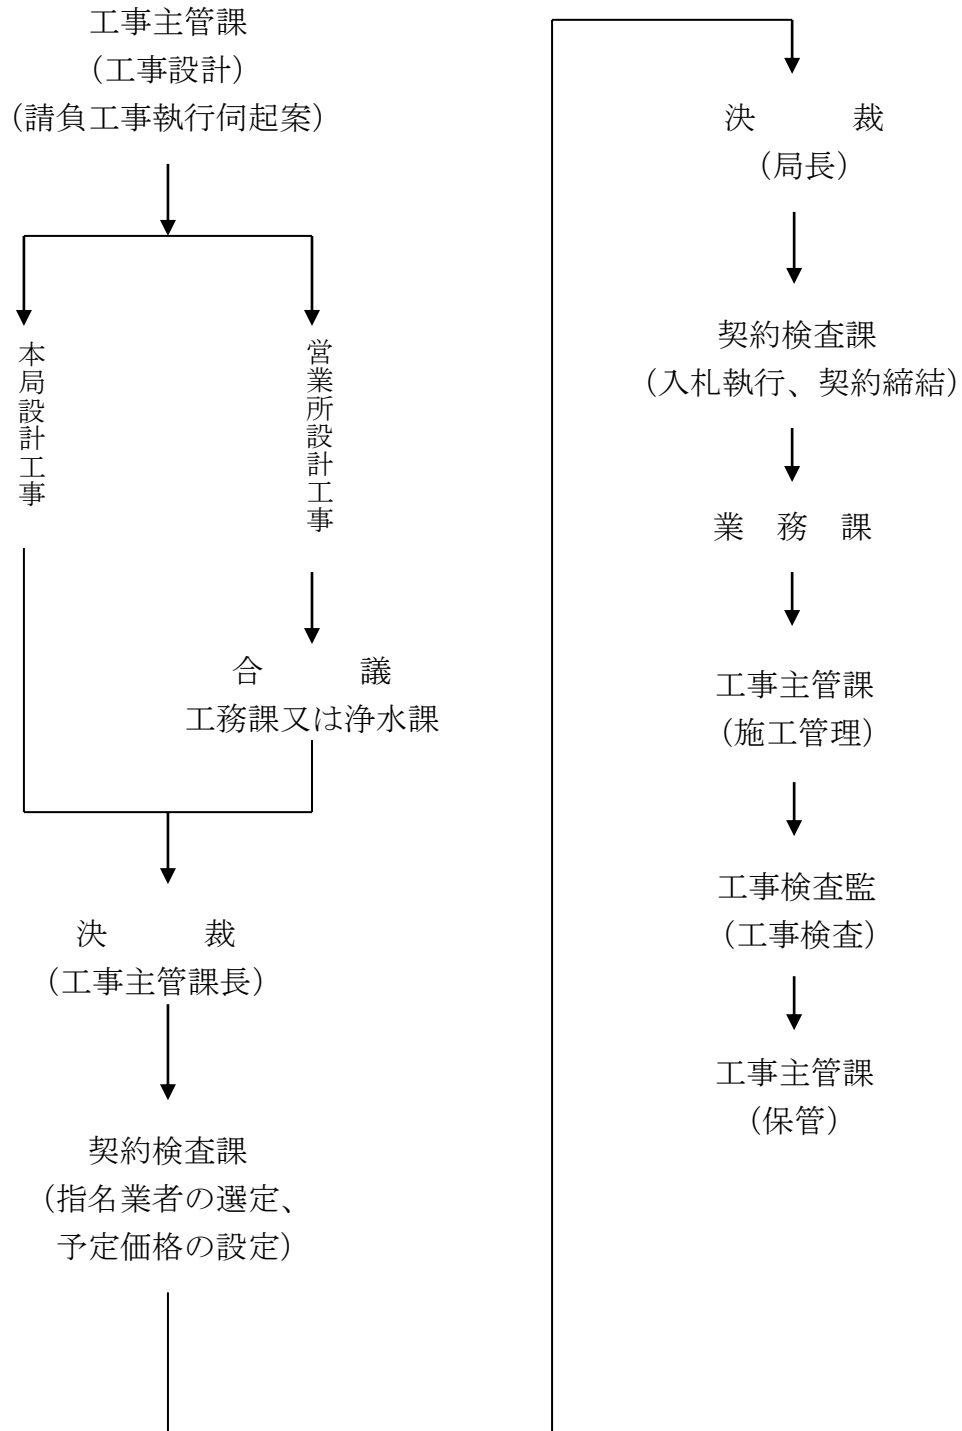 工事主管課
（工事設計）
（請負工事執行伺起案）
本局設計工事
営業所設計工事
合　　　議
工務課又は浄水課
決　　　裁
（工事主管課長）
契約検査課
（指名業者の選定、
予定価格の設定）
決　　　裁
（局長）
契約検査課
（入札執行、契約締結）
業　務　課
工事主管課
（施工管理）
工事検査監
（工事検査）
工事主管課
（保管）